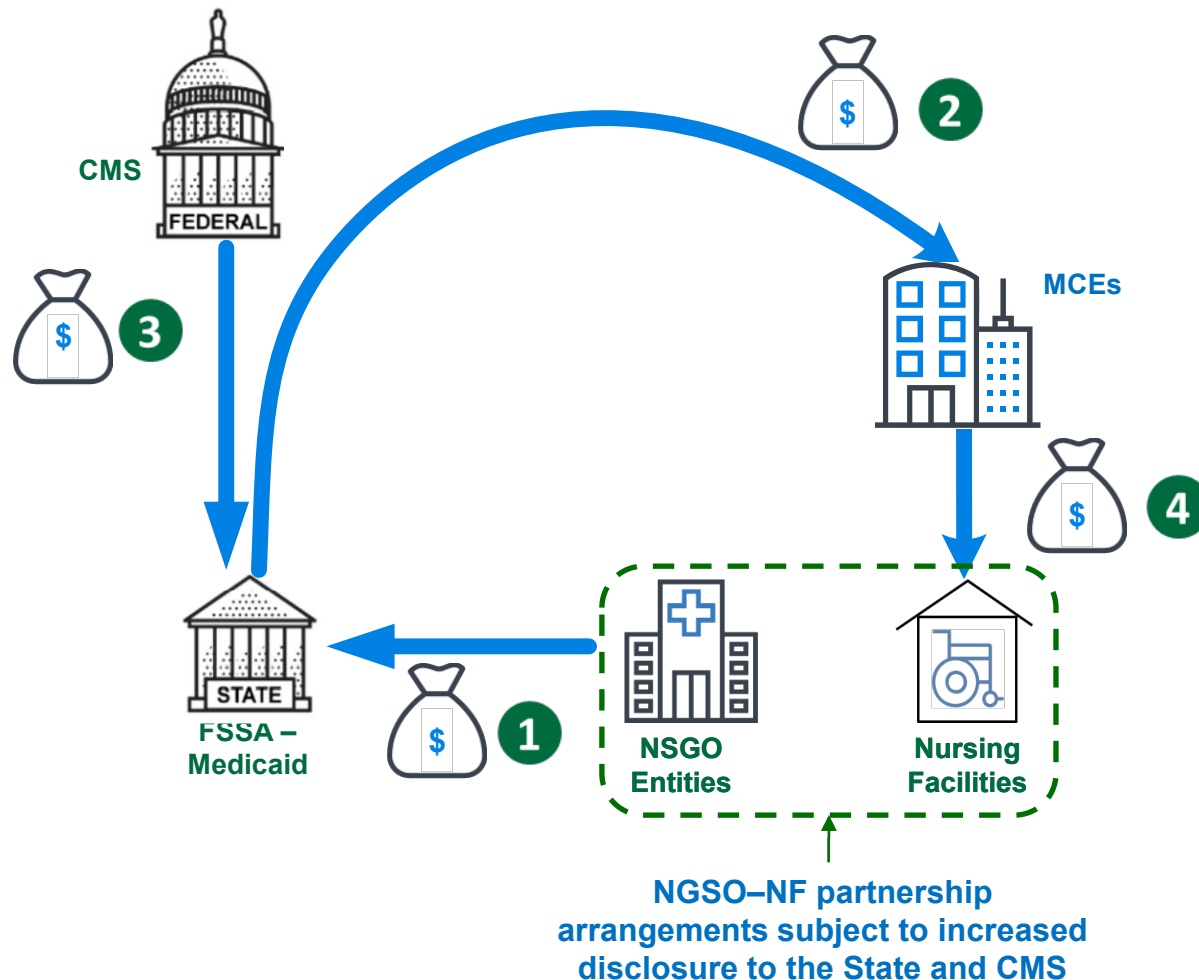 $
2
CMS
FEDERAL
MCEs
$
3
$
4
STATE
FSSA –
Medicaid
$
1
NSGO
Entities
Nursing
Facilities
NGSO–NF partnership
arrangements subject to increased
disclosure to the State and CMS